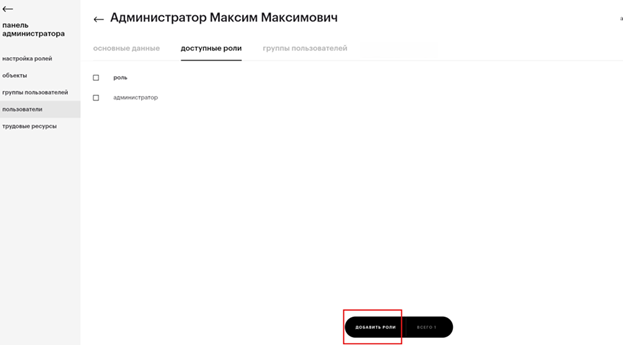 панель
администратора
настройка ролей
объекты
группы пользователей
пользователи
трудовые ресурсы
Администратор Максим Максимович
основные данные доступные роли группы пользователей
роль
администратор
ДОБАВИТЬ РОЛИ ВСЕГО 1